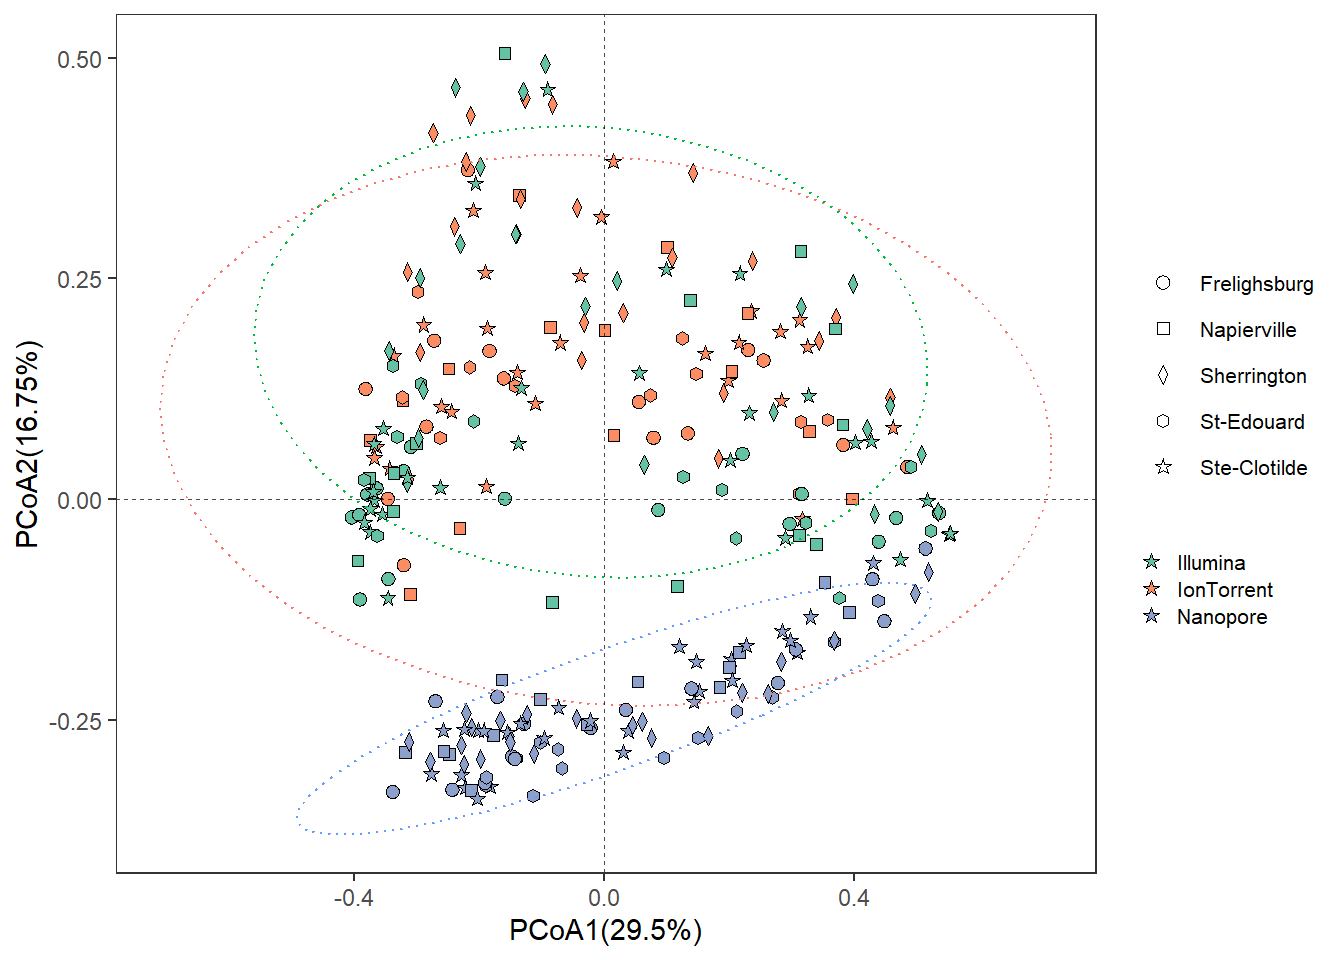 0.50
0.25
0.00
-0.25
PCoA2(16.75%)
-0.4
0.0
0.4
PCoA1(29.5%)
Frelighsburg
Napierville
Sherrington
St-Edouard
Ste-Clotilde
Illumina
IonTorrent
Nanopore